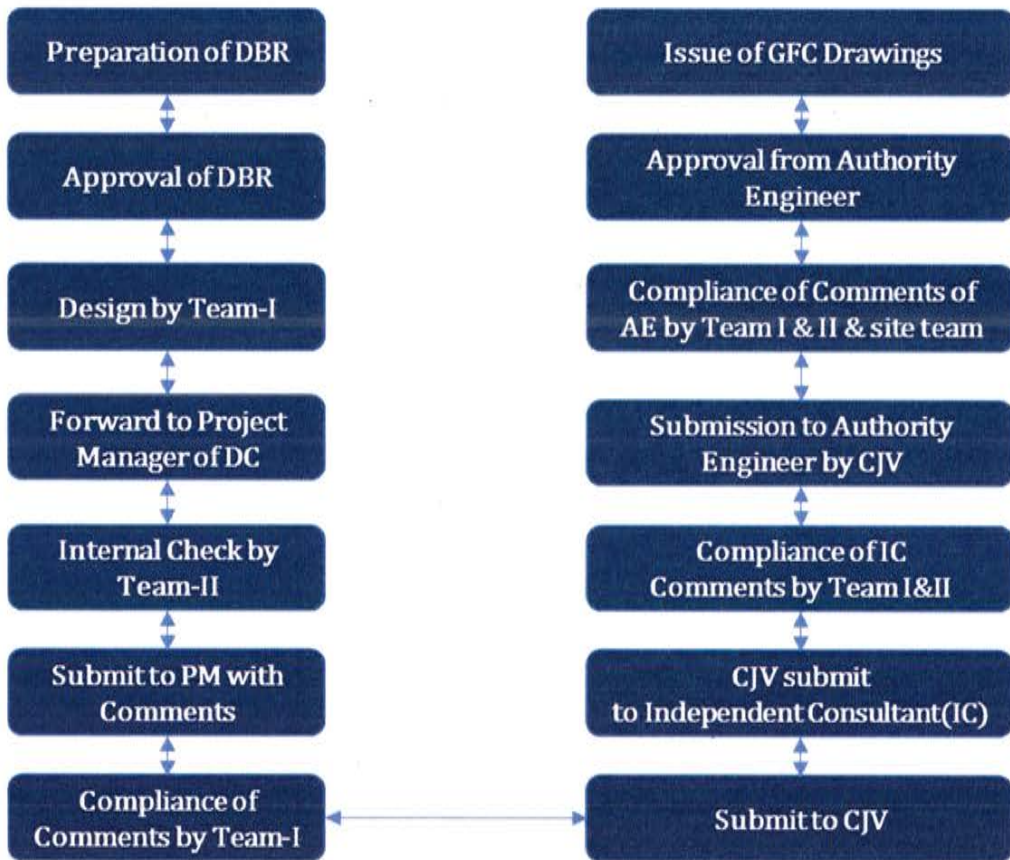 Preparation of DBR
Approval of DBR
Design by Team-I
Forward to Project
Manager of DC
Internal Check by
Team-II
Submit to PM with
Comments
Compliance of
Comments by Team-I
Issue of GFC Drawings
Approval from Authority
Engineer
Compliance of Comments of
AE by Team I & II & site team
Submission to Authority
Engineer by CJV
Compliance of IC
Comments by Team I&II
CJV submit
to Independent Consultant(IC)
Submit to CJV